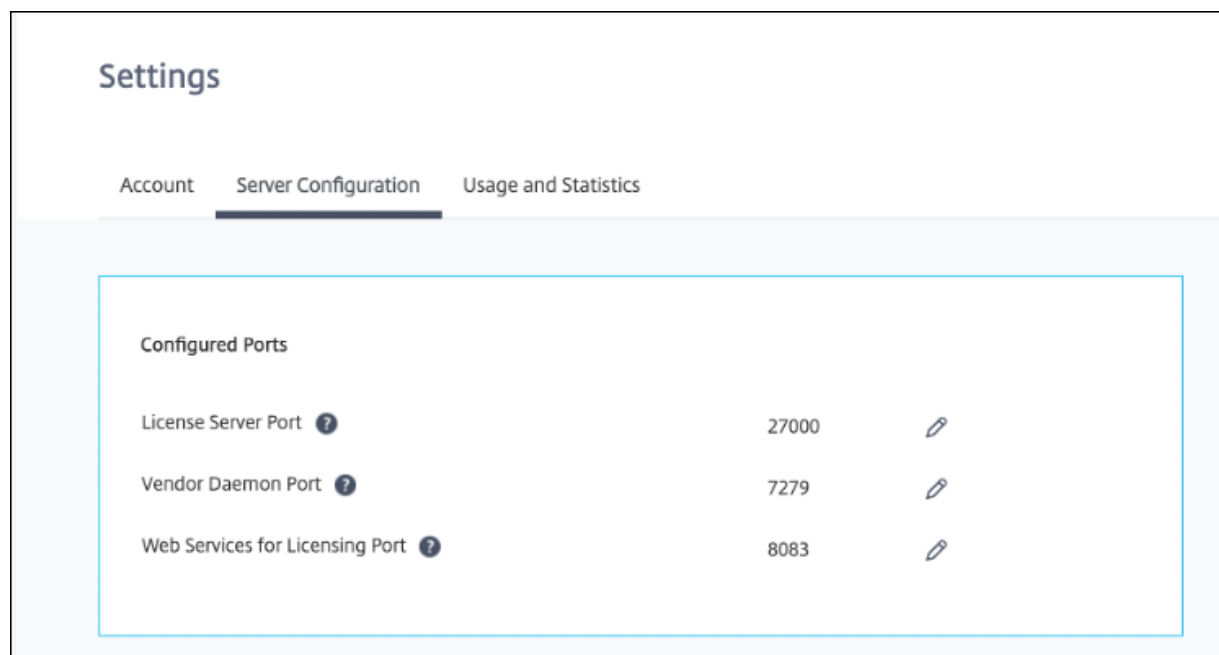 Settings
Account Server Configuration Usage and Statistics
Configured Ports
License Server Port ? 27000
Vendor Daemon Port ? 7279
Web Services for Licensing Port ? 8083